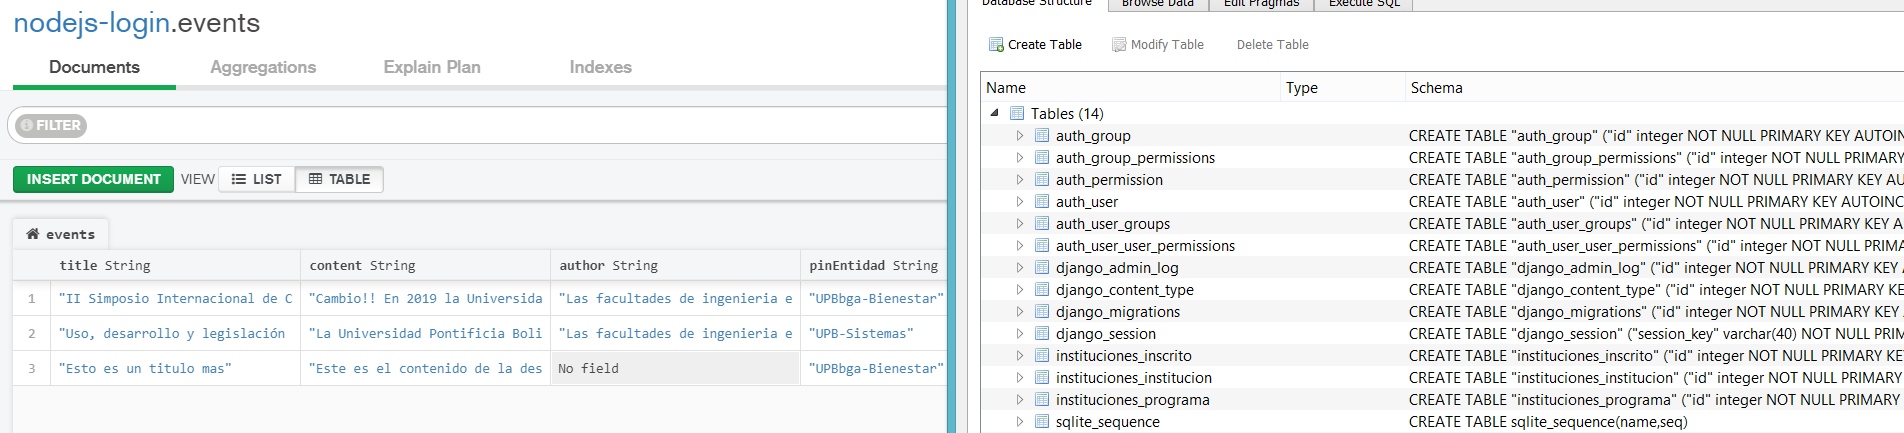 nodejs-login.events
Documents Aggregations Explain Plan Indexes
FILTER
INSERT DOCUMENT VIEW LIST TABLE
events
title String content String author String pinEntidad String
1 "II Simposio Internacional de C "Cambio!! En 2019 la Universida "Las facultades de ingenieria e "UPBbga-Bienestar"
2 "Uso, desarrollo y legislación "La Universidad Pontificia Boli "Las facultades de ingenieria e "UPB-Sistemas"
3 "Esto es un titulo mas" "Este es el contenido de la des No field "UPBbga-Bienestar"
Database Structure Browse Data Edit Pragmas Execute SQL
Create Table Modify Table Delete Table
Name Type Schema
Tables (14)
auth_group CREATE TABLE "auth_group" ("id" integer NOT NULL PRIMARY KEY AUTOIN
auth_group_permissions CREATE TABLE "auth_group_permissions" ("id" integer NOT NULL PRIMARY
auth_permission CREATE TABLE "auth_permission" ("id" integer NOT NULL PRIMARY KEY AU
auth_user CREATE TABLE "auth_user" ("id" integer NOT NULL PRIMARY KEY AUTOINC
auth_user_groups CREATE TABLE "auth_user_groups" ("id" integer NOT NULL PRIMARY KEY A
auth_user_user_permissions CREATE TABLE "auth_user_user_permissions" ("id" integer NOT NULL PRIMA
django_admin_log CREATE TABLE "django_admin_log" ("id" integer NOT NULL PRIMARY KEY A
django_content_type CREATE TABLE "django_content_type" ("id" integer NOT NULL PRIMARY KEY
django_migrations CREATE TABLE "django_migrations" ("id" integer NOT NULL PRIMARY KEY A
django_session CREATE TABLE "django_session" ("session_key" varchar(40) NOT NULL PRIM
instituciones_inscrito CREATE TABLE "instituciones_inscrito" ("id" integer NOT NULL PRIMARY KE
instituciones_institucion CREATE TABLE "instituciones_institucion" ("id" integer NOT NULL PRIMARY
instituciones_programa CREATE TABLE "instituciones_programa" ("id" integer NOT NULL PRIMARY K
sqlite_sequence CREATE TABLE sqlite_sequence(name,seq)